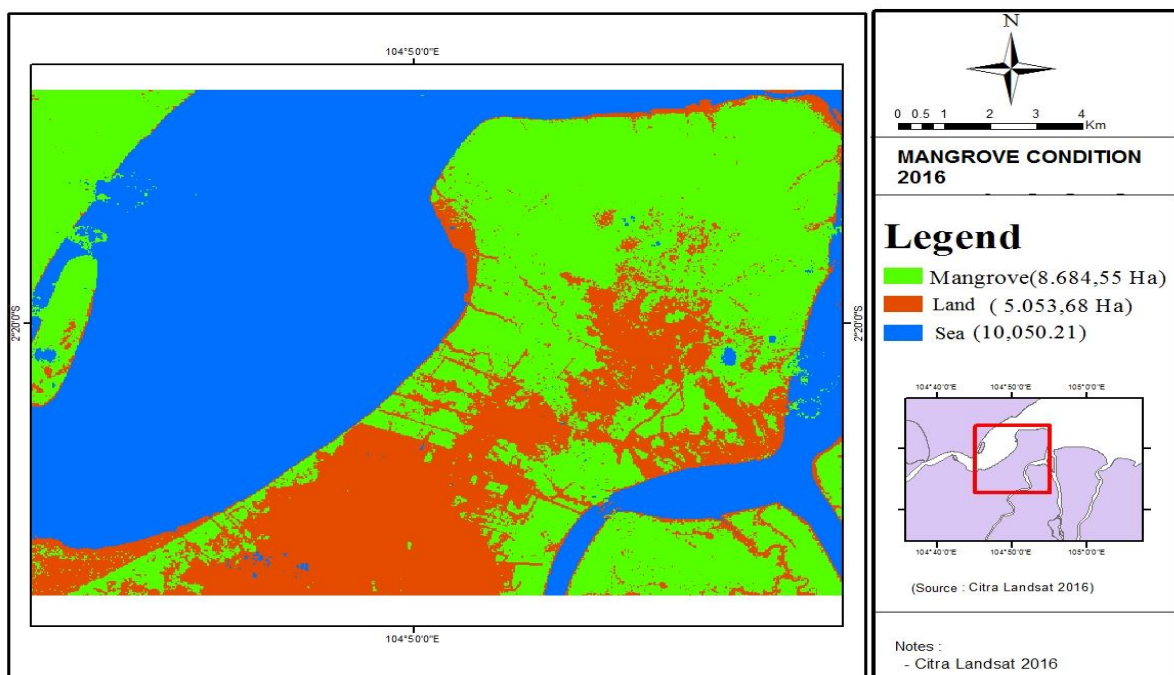 104°50'0"E
2°20'0"S
2°20'0"S
104°50'0"E
N
0 0.5 1 2 3 4
Km
MANGROVE CONDITION
2016
Legend
Mangrove(8.684,55 Ha)
Land ( 5.053,68 Ha)
Sea (10,050.21)
104°40'0"E 104°50'0"E 105°0'0"E
104°40'0"E 104°50'0"E 105°0'0"E
(Source : Citra Landsat 2016)
Notes :
- Citra Landsat 2016